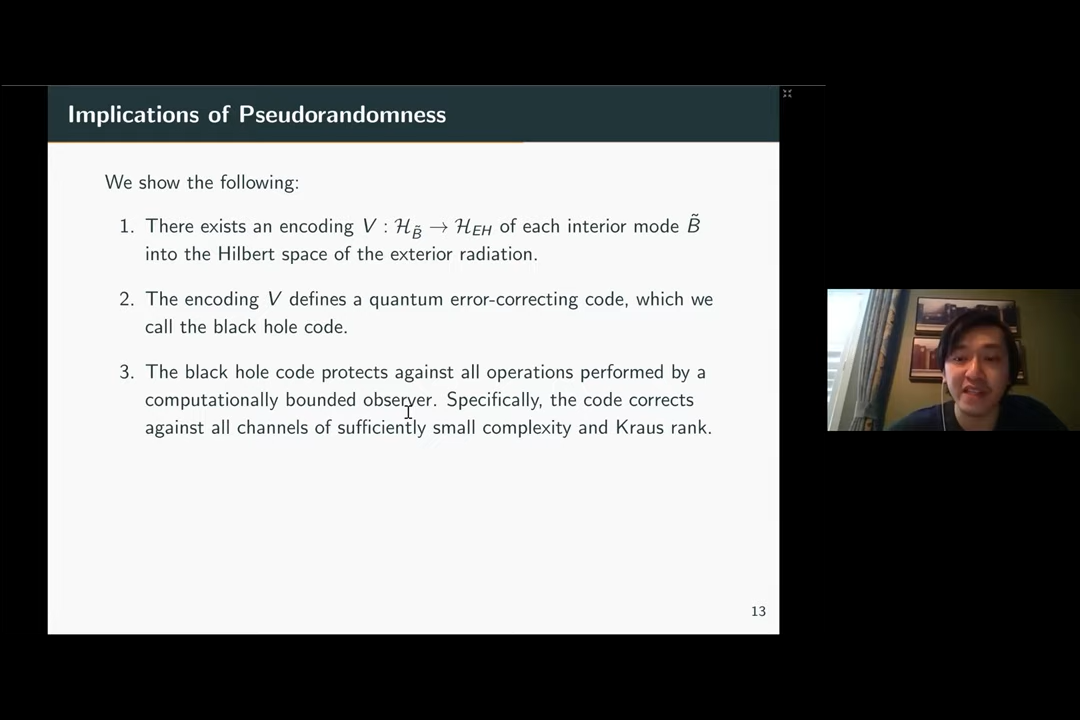 Implications of Pseudorandomness
We show the following:
1. There exists an encoding V : ℋ_B̃ → ℋ_EH of each interior mode B̃
into the Hilbert space of the exterior radiation.
2. The encoding V defines a quantum error-correcting code, which we
call the black hole code.
3. The black hole code protects against all operations performed by a
computationally bounded observer. Specifically, the code corrects
against all channels of sufficiently small complexity and Kraus rank.
13